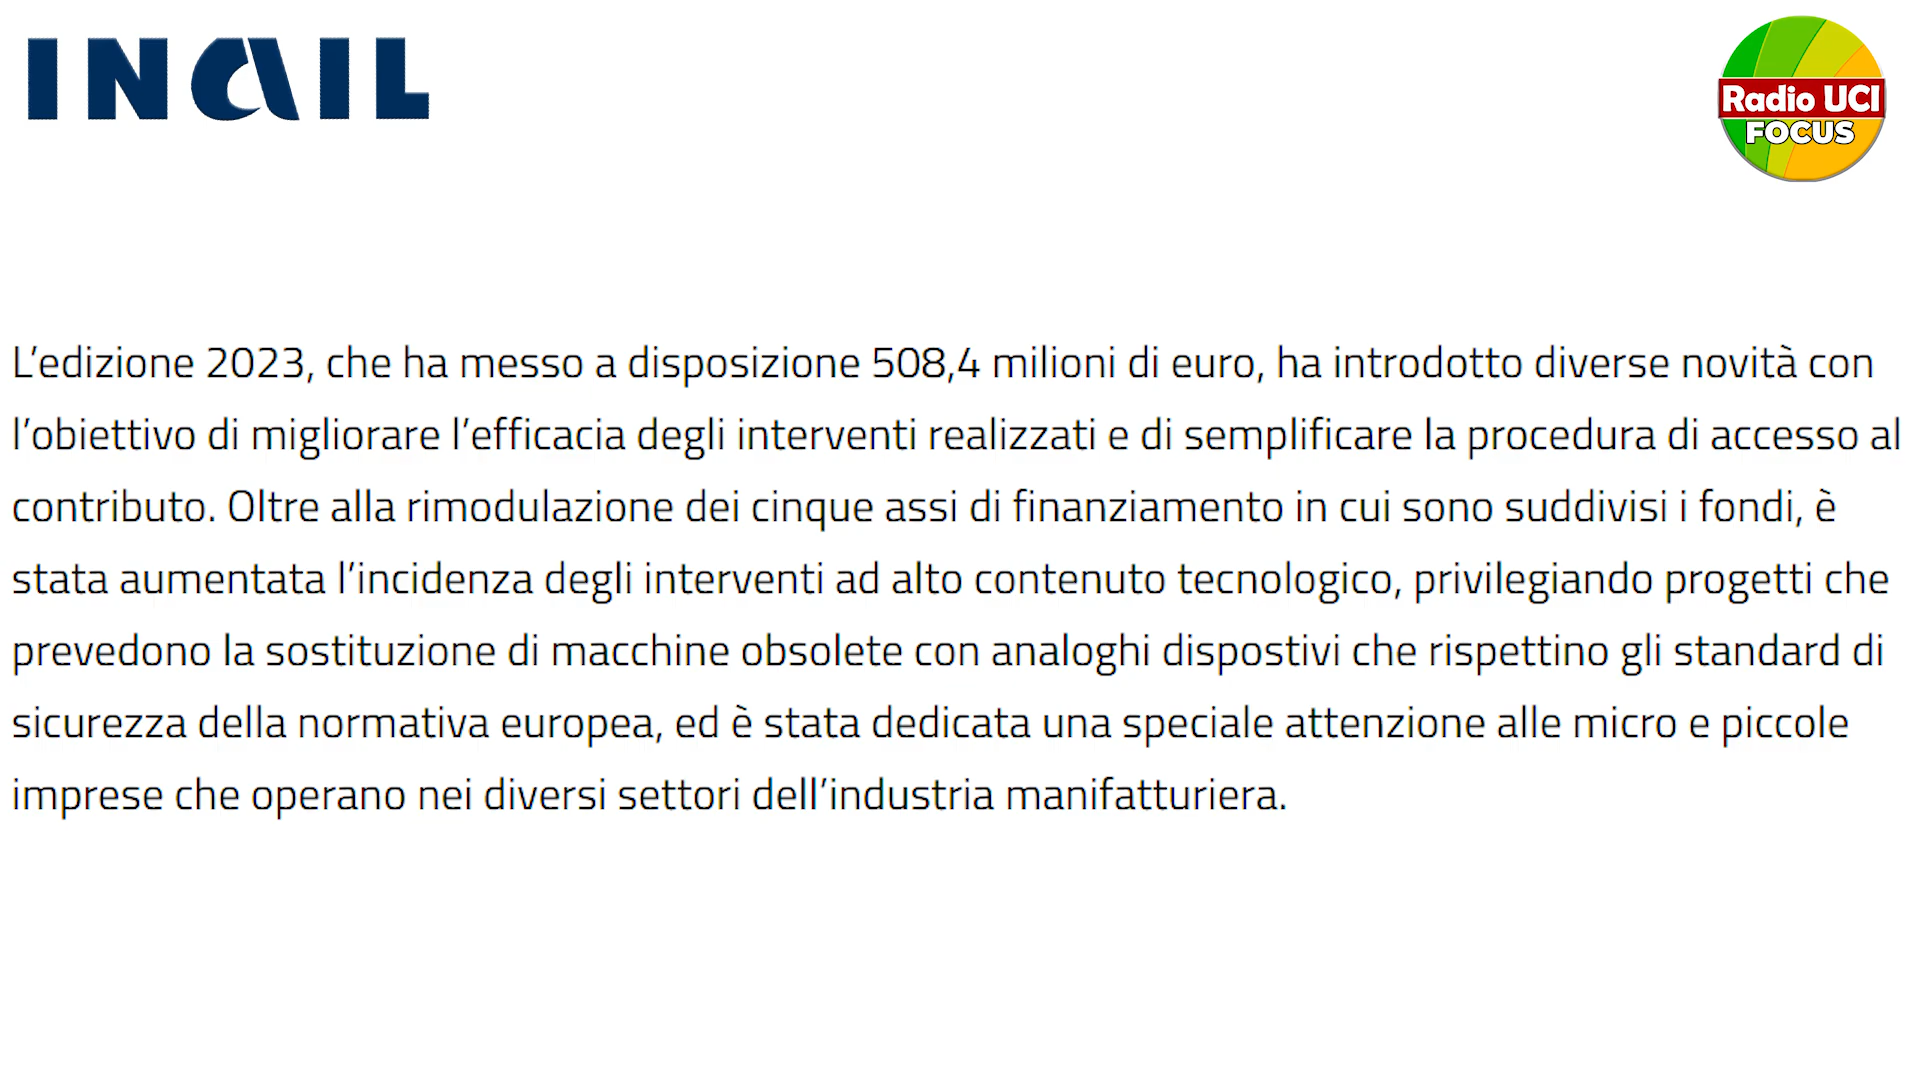 INAIL
Radio UCI
FOCUS
L’edizione 2023, che ha messo a disposizione 508,4 milioni di euro, ha introdotto diverse novità con
l’obiettivo di migliorare l’efficacia degli interventi realizzati e di semplificare la procedura di accesso al
contributo. Oltre alla rimodulazione dei cinque assi di finanziamento in cui sono suddivisi i fondi, è
stata aumentata l’incidenza degli interventi ad alto contenuto tecnologico, privilegiando progetti che
prevedono la sostituzione di macchine obsolete con analoghi dispostivi che rispettino gli standard di
sicurezza della normativa europea, ed è stata dedicata una speciale attenzione alle micro e piccole
imprese che operano nei diversi settori dell’industria manifatturiera.